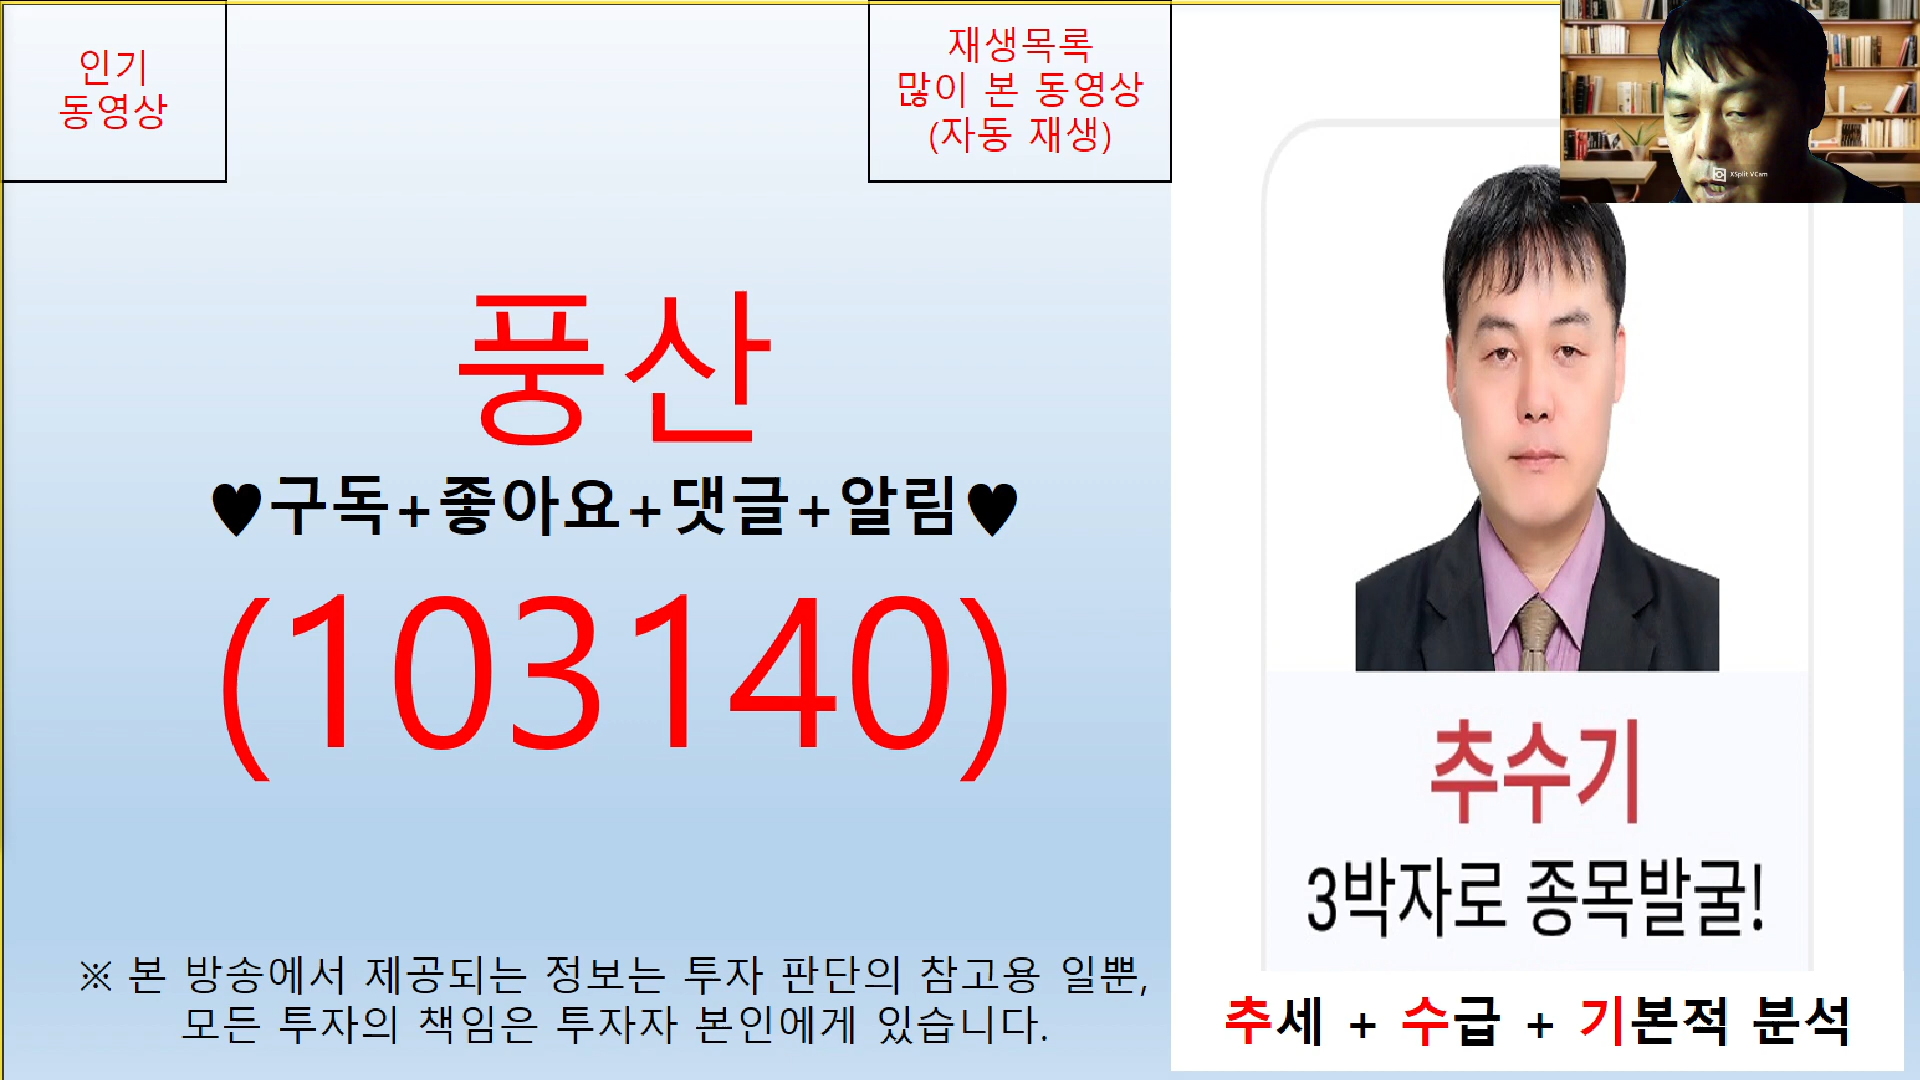 인기
동영상
재생목록
많이 본 동영상
(자동 재생)
XSplit VCam
풍산
♥구독+좋아요+댓글+알림♥
(103140)
추수기
3박자로 종목발굴!
※ 본 방송에서 제공되는 정보는 투자 판단의 참고용 일뿐,
모든 투자의 책임은 투자자 본인에게 있습니다.
추세 + 수급 + 기본적 분석